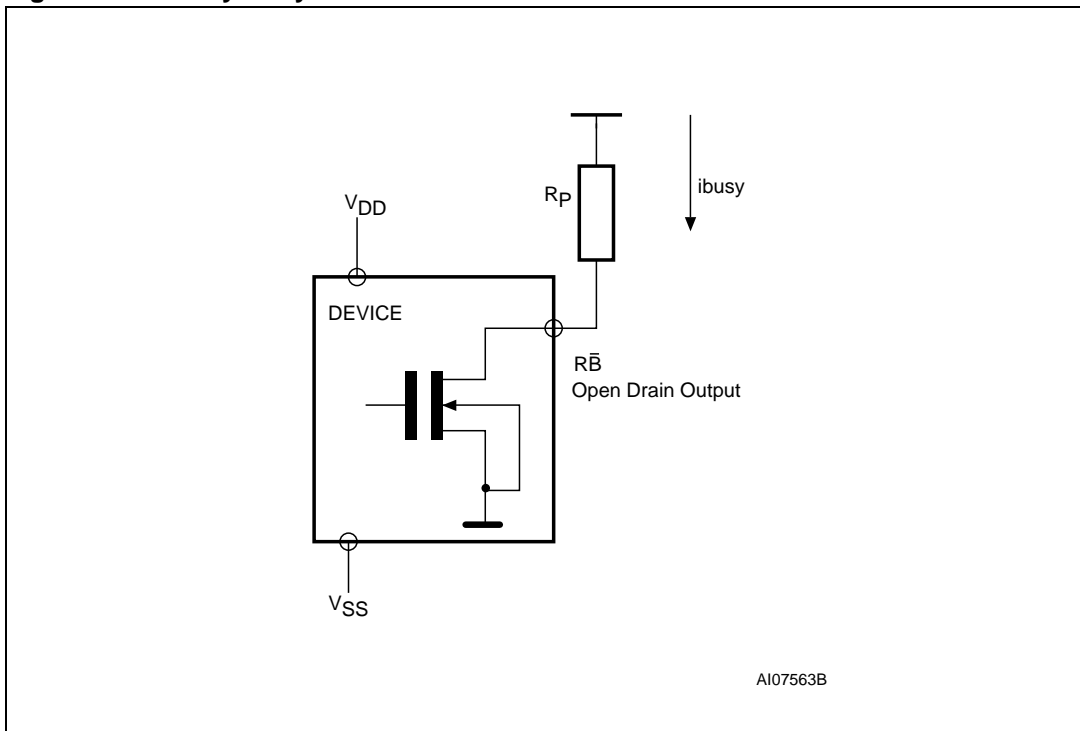 RP
ibusy
VDD
DEVICE
RB̄
Open Drain Output
VSS
AI07563B